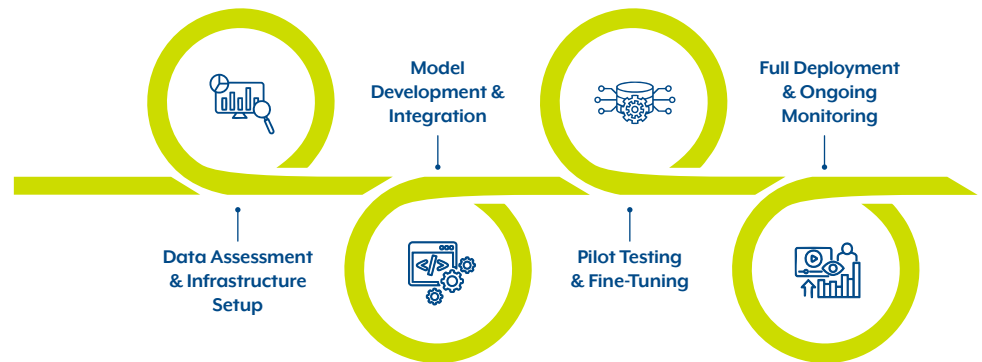 Data Assessment
& Infrastructure
Setup
Model
Development &
Integration
</>
Pilot Testing
& Fine-Tuning
Full Deployment
& Ongoing
Monitoring